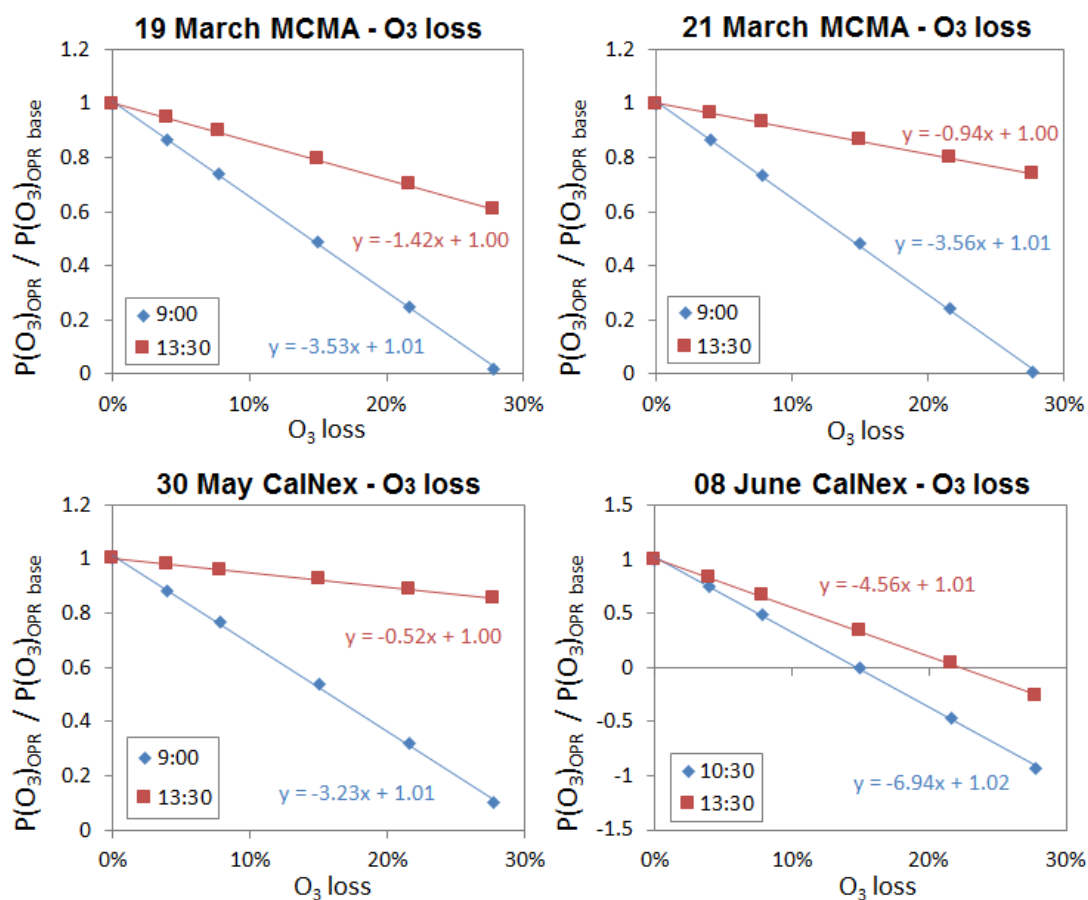 19 March MCMA - O3 loss
P(O3)OPR / P(O3)OPR base
1.2
1
0.8
0.6
0.4
0.2
0
y = -1.42x + 1.00
y = -3.53x + 1.01
9:00
13:30
0% 10% 20% 30%
O3 loss
21 March MCMA - O3 loss
P(O3)OPR / P(O3)OPR base
1.2
1
0.8
0.6
0.4
0.2
0
y = -0.94x + 1.00
y = -3.56x + 1.01
9:00
13:30
0% 10% 20% 30%
O3 loss
30 May CalNex - O3 loss
P(O3)OPR / P(O3)OPR base
1.2
1
0.8
0.6
0.4
0.2
0
y = -0.52x + 1.00
y = -3.23x + 1.01
9:00
13:30
0% 10% 20% 30%
O3 loss
08 June CalNex - O3 loss
P(O3)OPR / P(O3)OPR base
1.5
1
0.5
0
-0.5
-1
-1.5
y = -4.56x + 1.01
y = -6.94x + 1.02
10:30
13:30
0% 10% 20% 30%
O3 loss